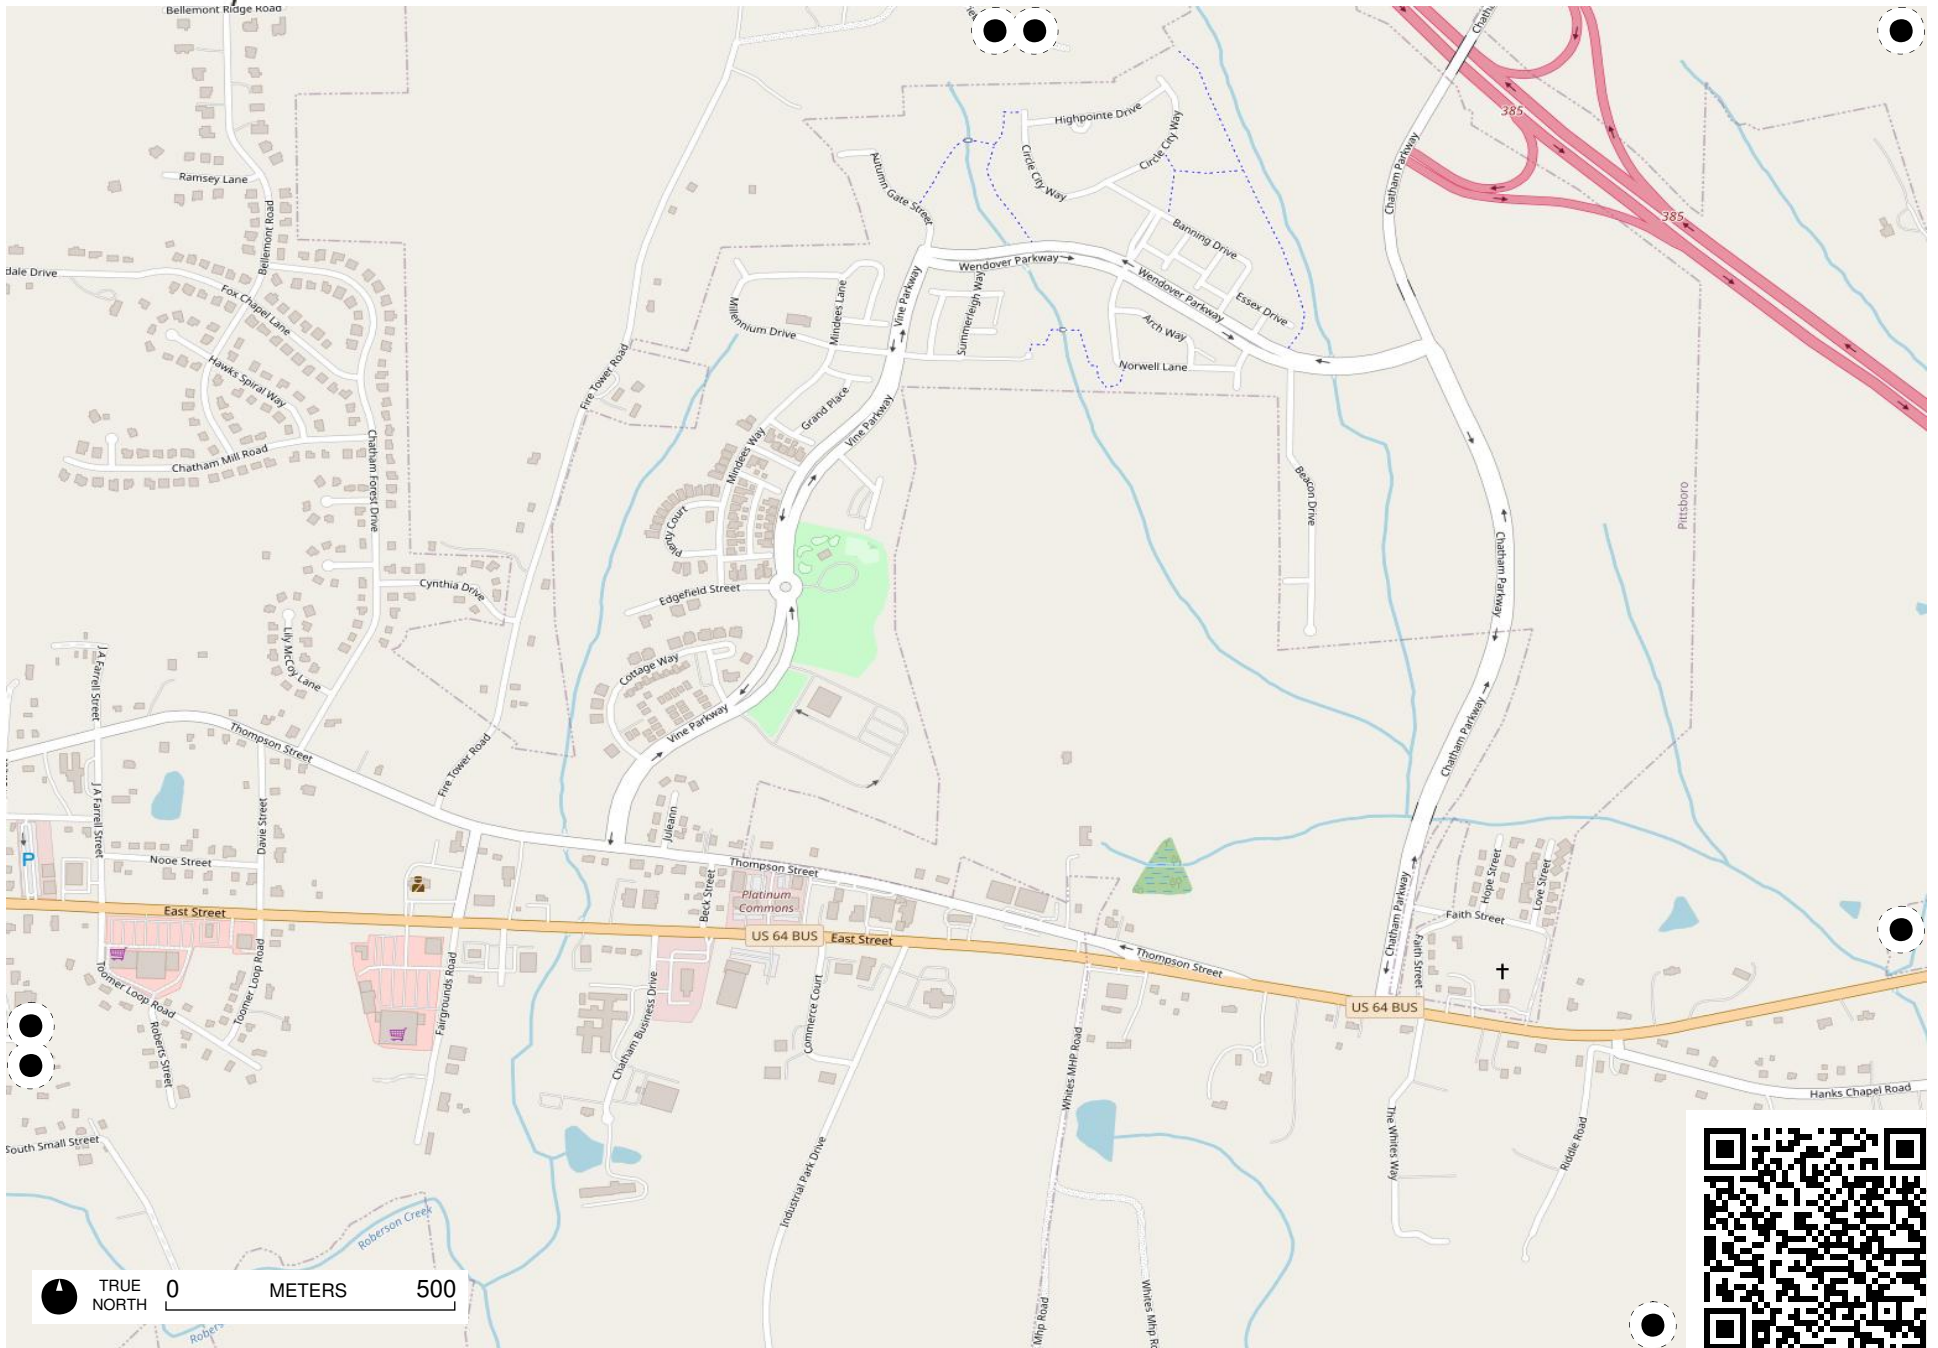 Bellemont Ridge Road
Chatham Parkway
385
Highpointe Drive
Circle City Way
Circle City Way
Autumn Gate Street
Ramsey Lane
Bellemont Road
Banning Drive
385
Wendover Parkway
Wendover Parkway
dale Drive
Fox Chapel Lane
Millennium Drive
Mindees Lane
Vine Parkway
Summerleigh Way
Essex Drive
Arch Way
Norwell Lane
Hawks Spiral Way
Fire Tower Road
Grand Place
Vine Parkway
Mindees Way
Chatham Mill Road
Chatham Forest Drive
Beacon Drive
Pittsboro
Plenty Court
Chatham Parkway
Cynthia Drive
Edgefield Street
Lily McCoy Lane
Cottage Way
J A Farrell Street
Thompson Street
Vine Parkway
Chatham Parkway
Fire Tower Road
J A Farrell Street
Davie Street
Juleann
Nooe Street
P
Thompson Street
Beck Street
Platinum
Commons
Hope Street
Love Street
Faith Street
Chatham Parkway
East Street
US 64 BUS
East Street
Thompson Street
Faith Street
US 64 BUS
Toomer Loop Road
Toomer Loop Road
Fairgrounds Road
Roberts Street
Chatham Business Drive
Commerce Court
Whites MHP Road
Hanks Chapel Road
The Whites Way
Riddle Road
South Small Street
Industrial Park Drive
Roberson Creek
Whites Mhp R
Mhp Road
TRUE
NORTH
0 METERS 500